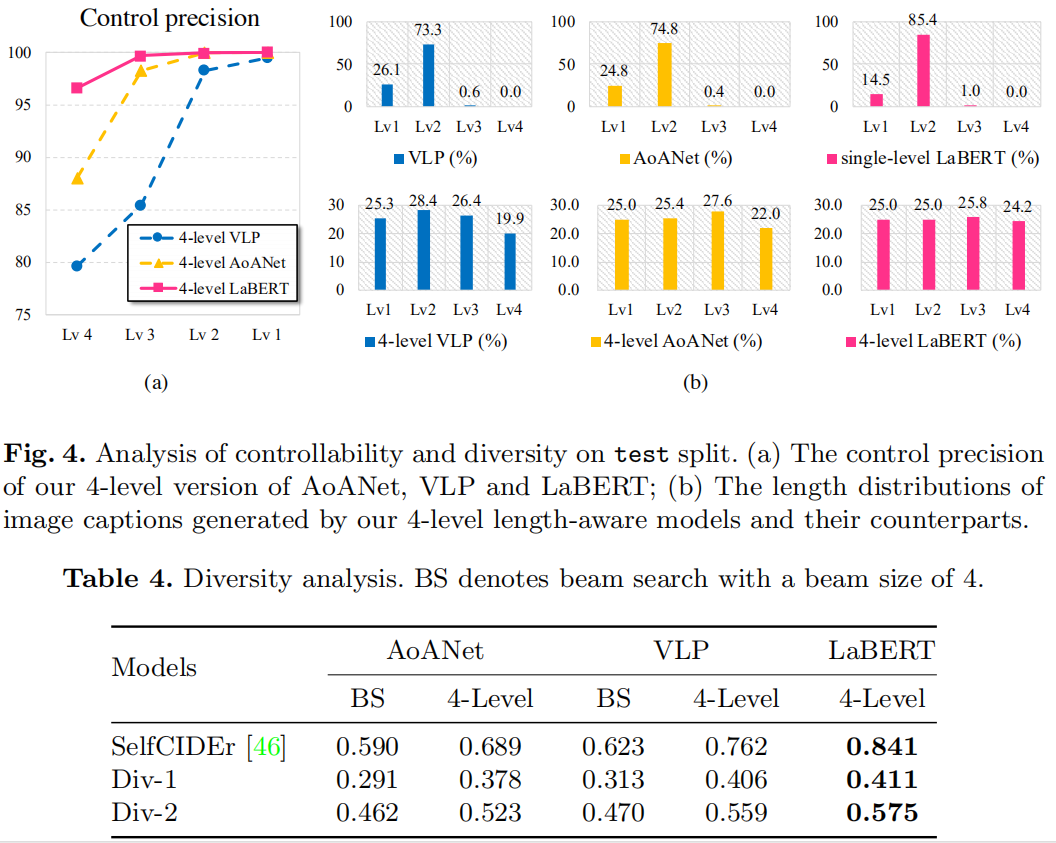 Control precision
100
95
90
85
80
75
4-level VLP
4-level AoANet
4-level LaBERT
Lv 4 Lv 3 Lv 2 Lv 1
(a)
100
50
0
26.1 73.3 0.6 0.0
Lv1 Lv2 Lv3 Lv4
VLP (%)
100
50
0
24.8 74.8 0.4 0.0
Lv1 Lv2 Lv3 Lv4
AoANet (%)
100
50
0
14.5 85.4 1.0 0.0
Lv1 Lv2 Lv3 Lv4
single-level LaBERT (%)
30
20
10
0
25.3 28.4 26.4 19.9
Lv1 Lv2 Lv3 Lv4
4-level VLP (%)
30.0
20.0
10.0
0.0
25.0 25.4 27.6 22.0
Lv1 Lv2 Lv3 Lv4
4-level AoANet (%)
30.0
20.0
10.0
0.0
25.0 25.0 25.8 24.2
Lv1 Lv2 Lv3 Lv4
4-level LaBERT (%)
(b)
Fig. 4. Analysis of controllability and diversity on test split. (a) The control precision
of our 4-level version of AoANet, VLP and LaBERT; (b) The length distributions of
image captions generated by our 4-level length-aware models and their counterparts.
Table 4. Diversity analysis. BS denotes beam search with a beam size of 4.
Models AoANet VLP LaBERT
BS 4-Level BS 4-Level 4-Level
SelfCIDEr [46] 0.590 0.689 0.623 0.762 0.841
Div-1 0.291 0.378 0.313 0.406 0.411
Div-2 0.462 0.523 0.470 0.559 0.575